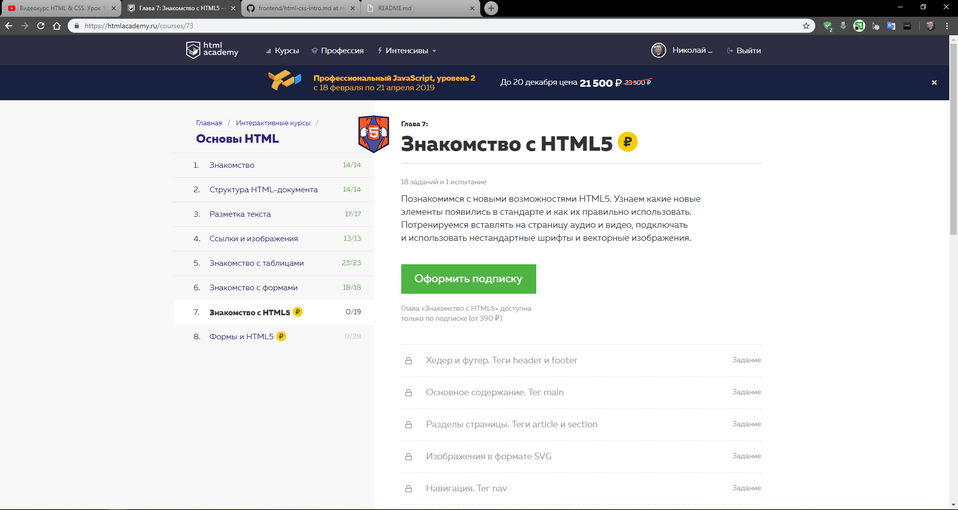 Видеокурс HTML & CSS. Урок
Глава 7: Знакомство с HTML5 —
frontend/html-css-intro.md at m
README.md
https://htmlacademy.ru/courses/73
html
academy
Курсы
Профессия
Интенсивы
Николай ...
Выйти
Профессиональный JavaScript, уровень 2
с 18 февраля по 21 апреля 2019
До 20 декабря цена 21 500 ₽ 23 500 ₽
Главная / Интерактивные курсы /
Основы HTML
1. Знакомство 14/14
2. Структура HTML-документа 14/14
3. Разметка текста 17/17
4. Ссылки и изображения 13/13
5. Знакомство с таблицами 23/23
6. Знакомство с формами 18/18
7. Знакомство с HTML5 ₽ 0/19
8. Формы и HTML5 ₽ 0/28
5
Глава 7:
Знакомство с HTML5 ₽
18 заданий и 1 испытание
Познакомимся с новыми возможностями HTML5. Узнаем какие новые
элементы появились в стандарте и как их правильно использовать.
Потренируемся вставлять на страницу аудио и видео, подключать
и использовать нестандартные шрифты и векторные изображения.
Оформить подписку
Глава «Знакомство с HTML5» доступна
только по подписке (от 390 ₽).
Хедер и футер. Теги header и footer Задание
Основное содержание. Тег main Задание
Разделы страницы. Теги article и section Задание
Изображения в формате SVG Задание
Навигация. Тег nav Задание